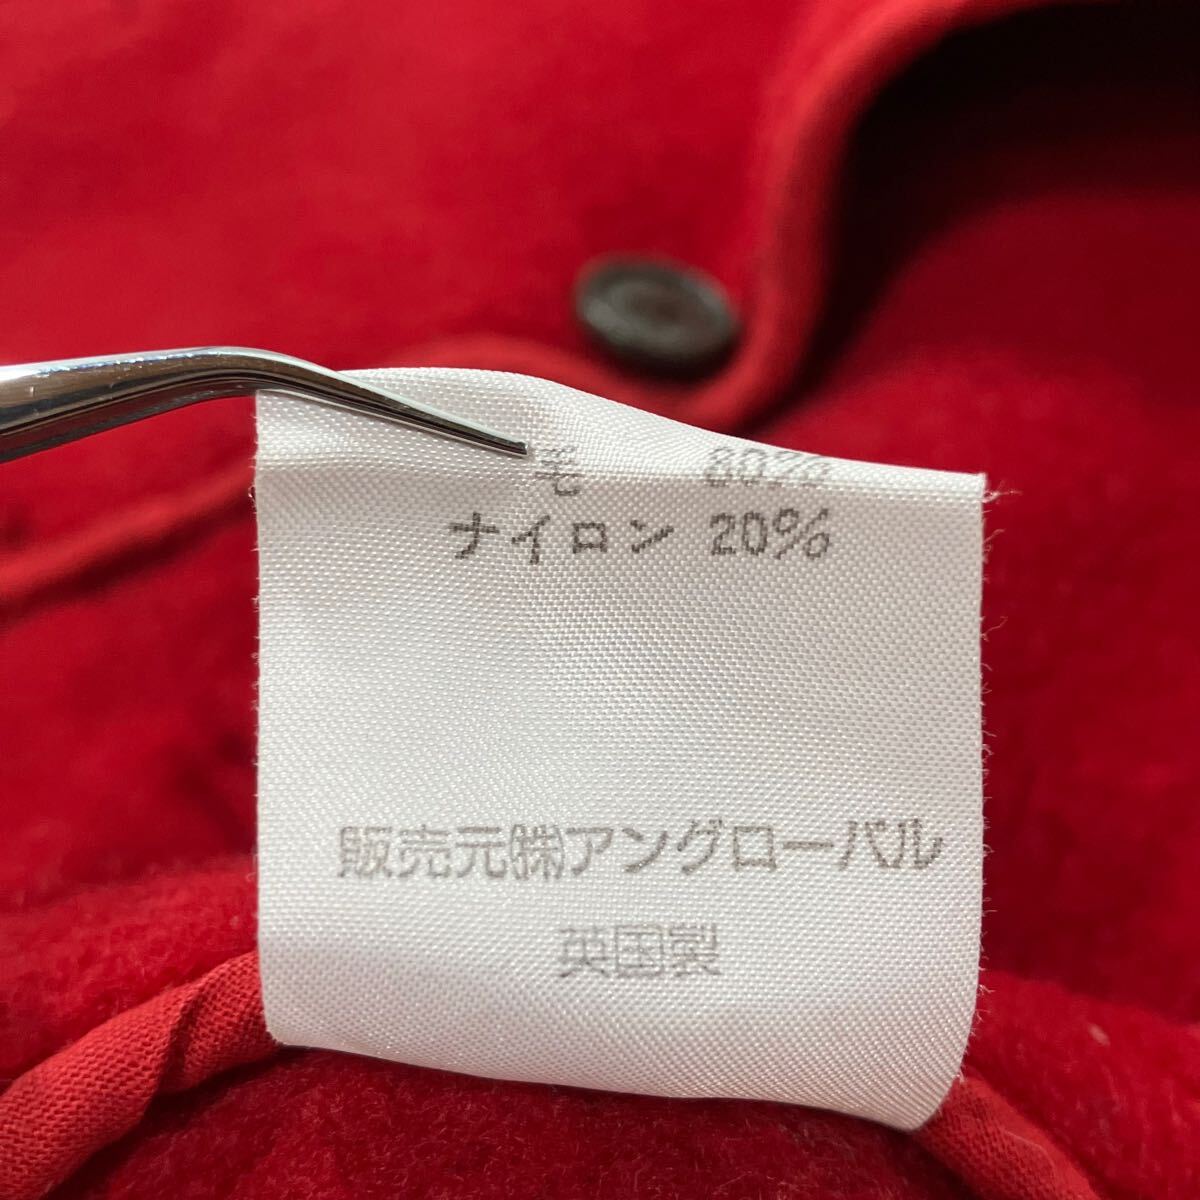 毛 80%
ナイロン 20%
販売元㈱アングローバル
英国製